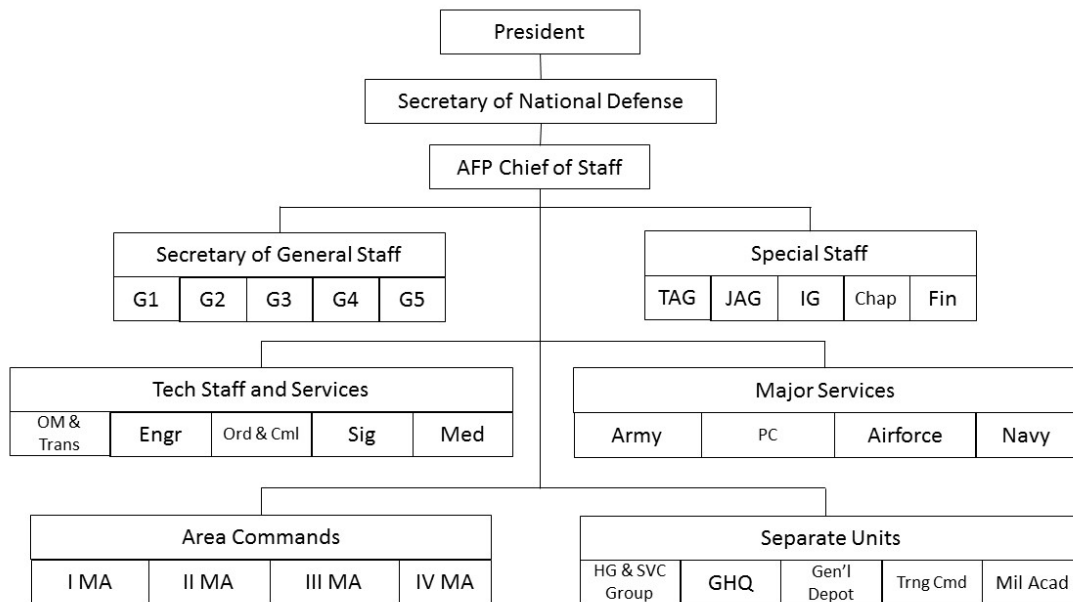 President
Secretary of National Defense
AFP Chief of Staff
Secretary of General Staff
G1 G2 G3 G4 G5
Special Staff
TAG JAG IG Chap Fin
Tech Staff and Services
OM &
Trans
Engr Ord & Cml Sig Med
Major Services
Army PC Airforce Navy
Area Commands
I MA II MA III MA IV MA
Separate Units
HG & SVC
Group
GHQ
Gen'l
Depot
Trng Cmd Mil Acad